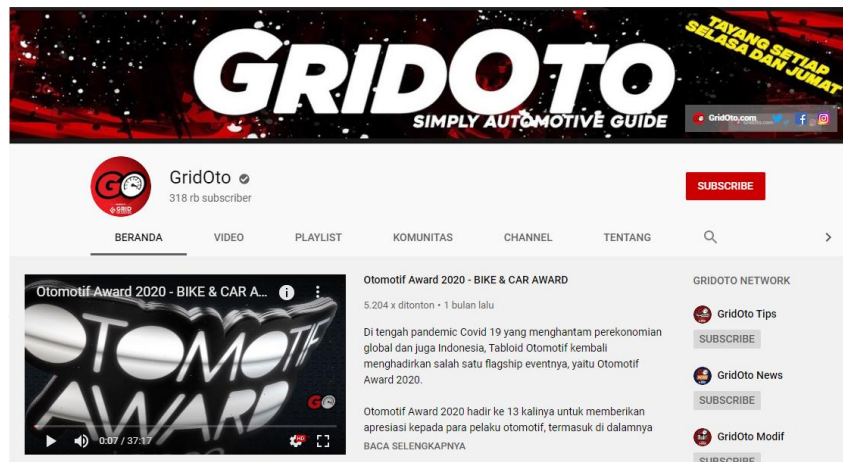 GRIDOTO
SIMPLY AUTOMOTIVE GUIDE
TAYANG SETIAP
SELASA DAN JUMAT
GridOto.com
GO
GRID
GridOto
318 rb subscriber
SUBSCRIBE
BERANDA VIDEO PLAYLIST KOMUNITAS CHANNEL TENTANG
Otomotif Award 2020 - BIKE & CAR A...
OTOMOTIF
AWARD
GO
0:07 / 37:17
HD
Otomotif Award 2020 - BIKE & CAR AWARD
5.204 x ditonton • 1 bulan lalu
Di tengah pandemic Covid 19 yang menghantam perekonomian
global dan juga Indonesia, Tabloid Otomotif kembali
menghadirkan salah satu flagship eventnya, yaitu Otomotif
Award 2020.
Otomotif Award 2020 hadir ke 13 kalinya untuk memberikan
apresiasi kepada para pelaku otomotif, termasuk di dalamnya
BACA SELENGKAPNYA
GRIDOTO NETWORK
GridOto Tips
SUBSCRIBE
GridOto News
SUBSCRIBE
GridOto Modif
SUBSCRIBE